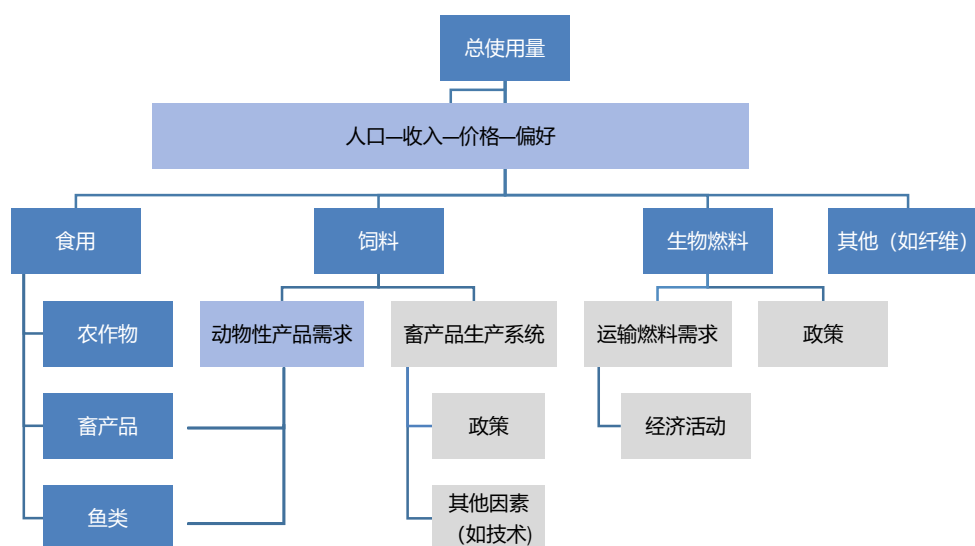 总使用量
人口—收入—价格—偏好
食用
饲料
生物燃料
其他（如纤维）
农作物
动物性产品需求
畜产品生产系统
运输燃料需求
政策
畜产品
政策
经济活动
鱼类
其他因素
（如技术)